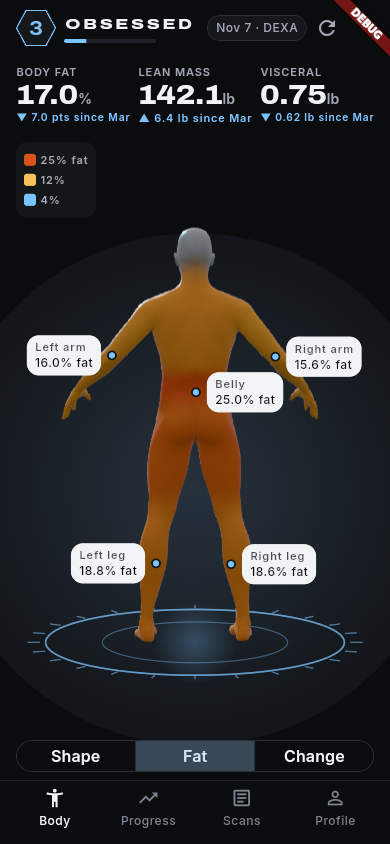 3 OBSESSED
Nov 7 · DEXA
DEBUG
BODY FAT
17.0%
▼ 7.0 pts since Mar
LEAN MASS
142.1lb
▲ 6.4 lb since Mar
VISCERAL
0.75lb
▼ 0.62 lb since Mar
25% fat
12%
4%
Left arm
16.0% fat
Right arm
15.6% fat
Belly
25.0% fat
Left leg
18.8% fat
Right leg
18.6% fat
Shape Fat Change
Body Progress Scans Profile